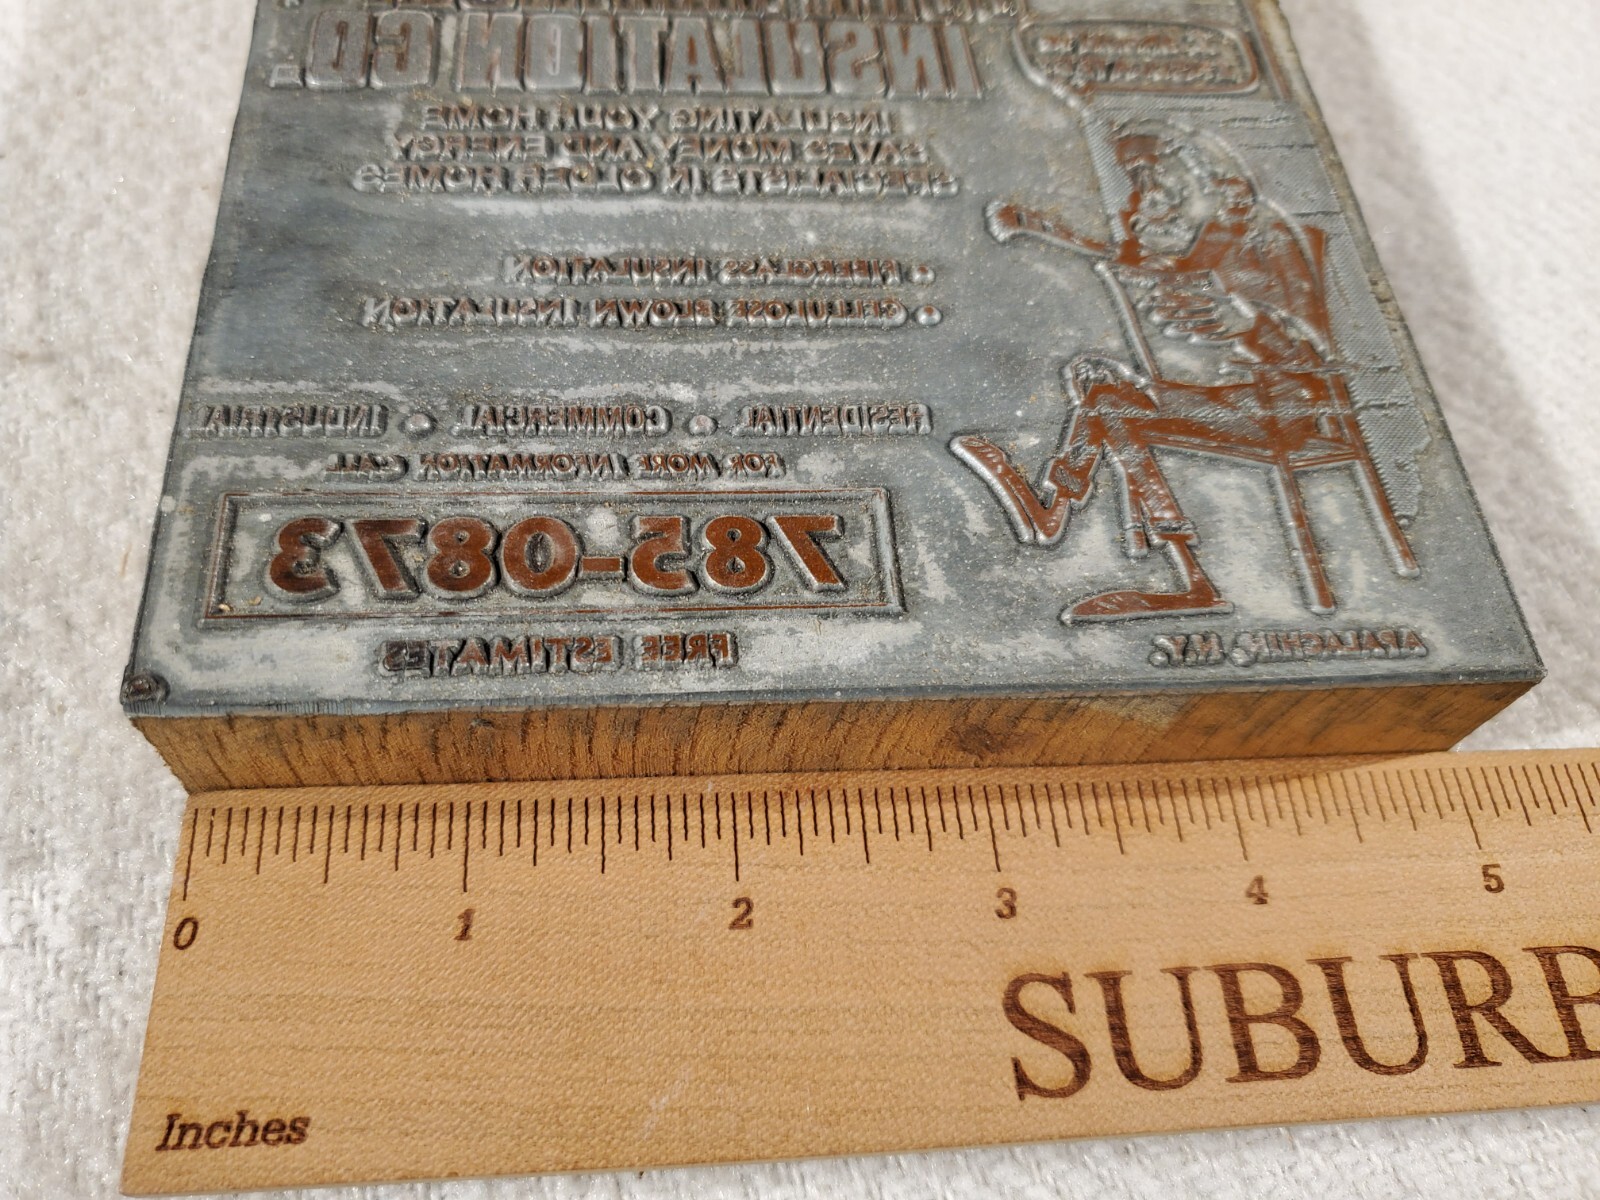 INSULATION CO.
INSULATING YOUR HOME
SAVES MONEY AND ENERGY
SPECIALISTS IN OLDER HOMES
• FIBERGLASS INSULATION
• CELLULOSE BLOWN INSULATION
RESIDENTIAL • COMMERCIAL • INDUSTRIAL
FOR MORE INFORMATION CALL
785-0873
FREE ESTIMATES
APALACHIN, N.Y.
0 1 2 3 4 5
SUBURB
Inches